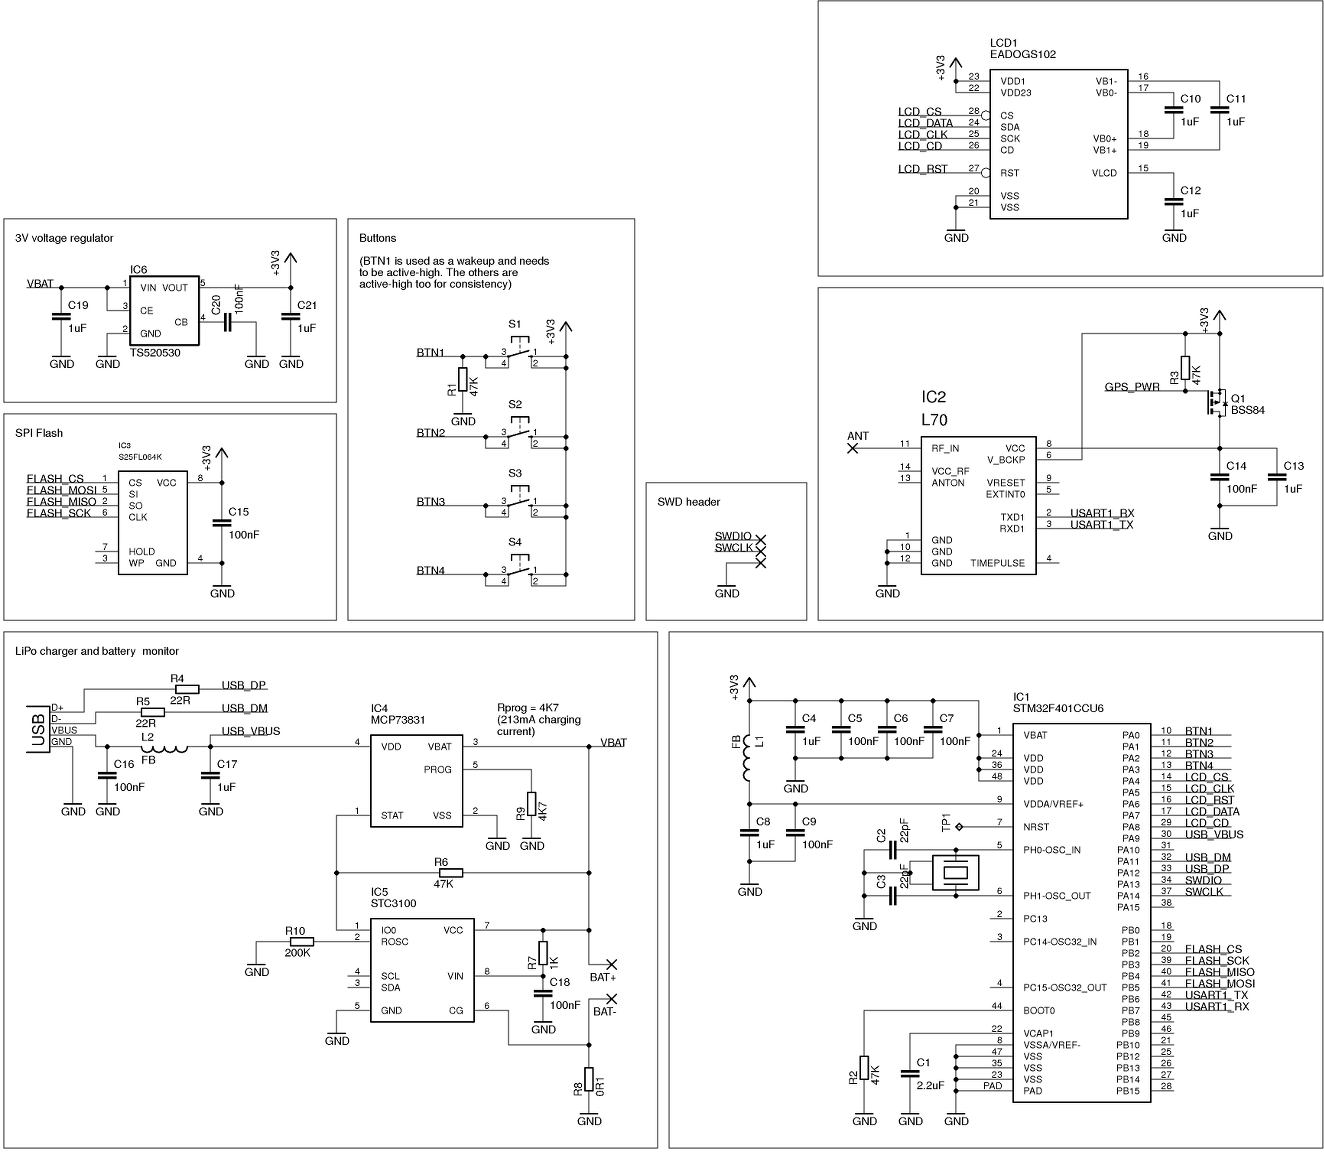 LCD1
EADOGS102
+3V3
23 VDD1
22 VDD23
LCD_CS 28 CS
LCD_DATA 24 SDA
LCD_CLK 25 SCK
LCD_CD 26 CD
LCD_RST 27 RST
20 VSS
21 VSS
GND
VB1- 16
VB0- 17
VB0+ 18
VB1+ 19
VLCD 15
C10
1uF
C11
1uF
C12
1uF
GND
3V voltage regulator
IC6
+3V3
VBAT
1 VIN VOUT 5
3 CE
CB 4
2 GND
TS520530
C19
1uF
C20
100nF
C21
1uF
GND
GND
GND
GND
Buttons
(BTN1 is used as a wakeup and needs
to be active-high. The others are
active-high too for consistency)
+3V3
S1
BTN1 3 1
4 2
R1
47K
GND
S2
BTN2 3 1
4 2
S3
BTN3 3 1
4 2
S4
BTN4 3 1
4 2
SPI Flash
IC3
S25FL064K
+3V3
FLASH_CS 1 CS VCC 8
FLASH_MOSI 5 SI
FLASH_MISO 2 SO
FLASH_SCK 6 CLK
7 HOLD
3 WP GND 4
C15
100nF
GND
SWD header
SWDIO
SWCLK
GND
+3V3
R3
47K
GPS_PWR
Q1
BSS84
IC2
L70
ANT
11 RF_IN VCC 8
V_BCKP 6
14 VCC_RF
13 ANTON VRESET 9
EXTINT0 5
TXD1 2 USART1_RX
RXD1 3 USART1_TX
1 GND
10 GND
12 GND TIMEPULSE 4
GND
C14
100nF
C13
1uF
GND
LiPo charger and battery monitor
USB
D+
D-
VBUS
GND
R4
22R
USB_DP
R5
22R
USB_DM
L2
FB
USB_VBUS
C16
100nF
C17
1uF
GND
GND
GND
IC4
MCP73831
4 VDD VBAT 3
PROG 5
1 STAT VSS 2
Rprog = 4K7
(213mA charging
current)
VBAT
R9
4K7
GND
GND
R6
47K
IC5
STC3100
1 IO0 VCC 7
2 ROSC
4 SCL VIN 8
3 SDA
5 GND CG 6
R10
200K
GND
GND
R7
1K
C18
100nF
GND
BAT+
BAT-
R8
0R1
GND
+3V3
FB
L1
C4
1uF
C5
100nF
C6
100nF
C7
100nF
GND
C8
1uF
C9
100nF
GND
TP1
C2
22pF
C3
22pF
GND
R2
47K
GND
C1
2.2uF
GND
GND
IC1
STM32F401CCU6
1 VBAT
24 VDD
36 VDD
48 VDD
9 VDDA/VREF+
7 NRST
5 PH0-OSC_IN
6 PH1-OSC_OUT
2 PC13
3 PC14-OSC32_IN
4 PC15-OSC32_OUT
44 BOOT0
22 VCAP1
8 VSSA/VREF-
47 VSS
35 VSS
23 VSS
PAD PAD
PA0 10 BTN1
PA1 11 BTN2
PA2 12 BTN3
PA3 13 BTN4
PA4 14 LCD_CS
PA5 15 LCD_CLK
PA6 16 LCD_RST
PA7 17 LCD_DATA
PA8 29 LCD_CD
PA9 30 USB_VBUS
PA10 31
PA11 32 USB_DM
PA12 33 USB_DP
PA13 34 SWDIO
PA14 37 SWCLK
PA15 38
PB0 18
PB1 19
PB2 20 FLASH_CS
PB3 39 FLASH_SCK
PB4 40 FLASH_MISO
PB5 41 FLASH_MOSI
PB6 42 USART1_TX
PB7 43 USART1_RX
PB8 45
PB9 46
PB10 21
PB12 25
PB13 26
PB14 27
PB15 28